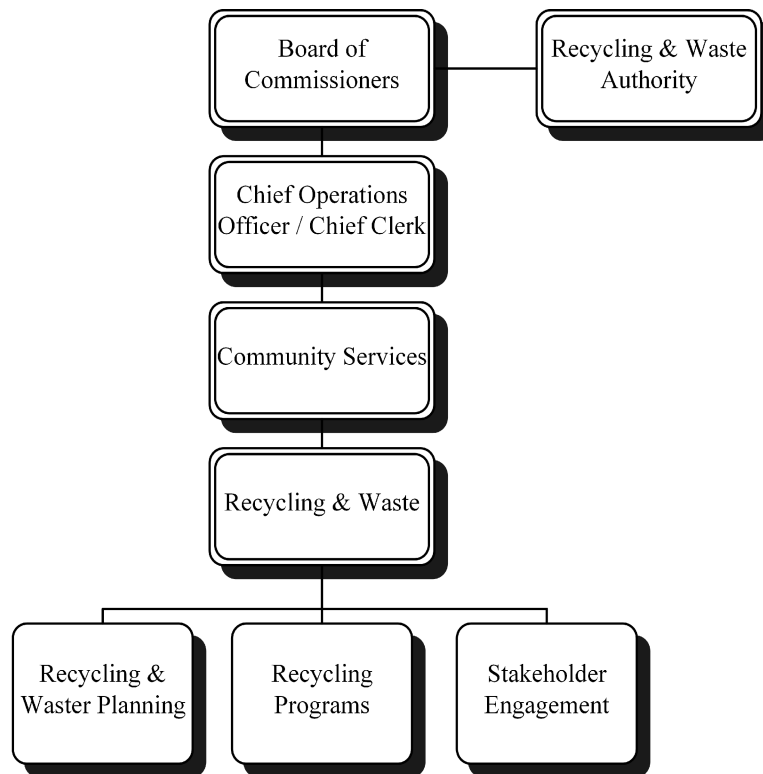 Board of
Commissioners
Recycling & Waste
Authority
Chief Operations
Officer / Chief Clerk
Community Services
Recycling & Waste
Recycling &
Waster Planning
Recycling
Programs
Stakeholder
Engagement